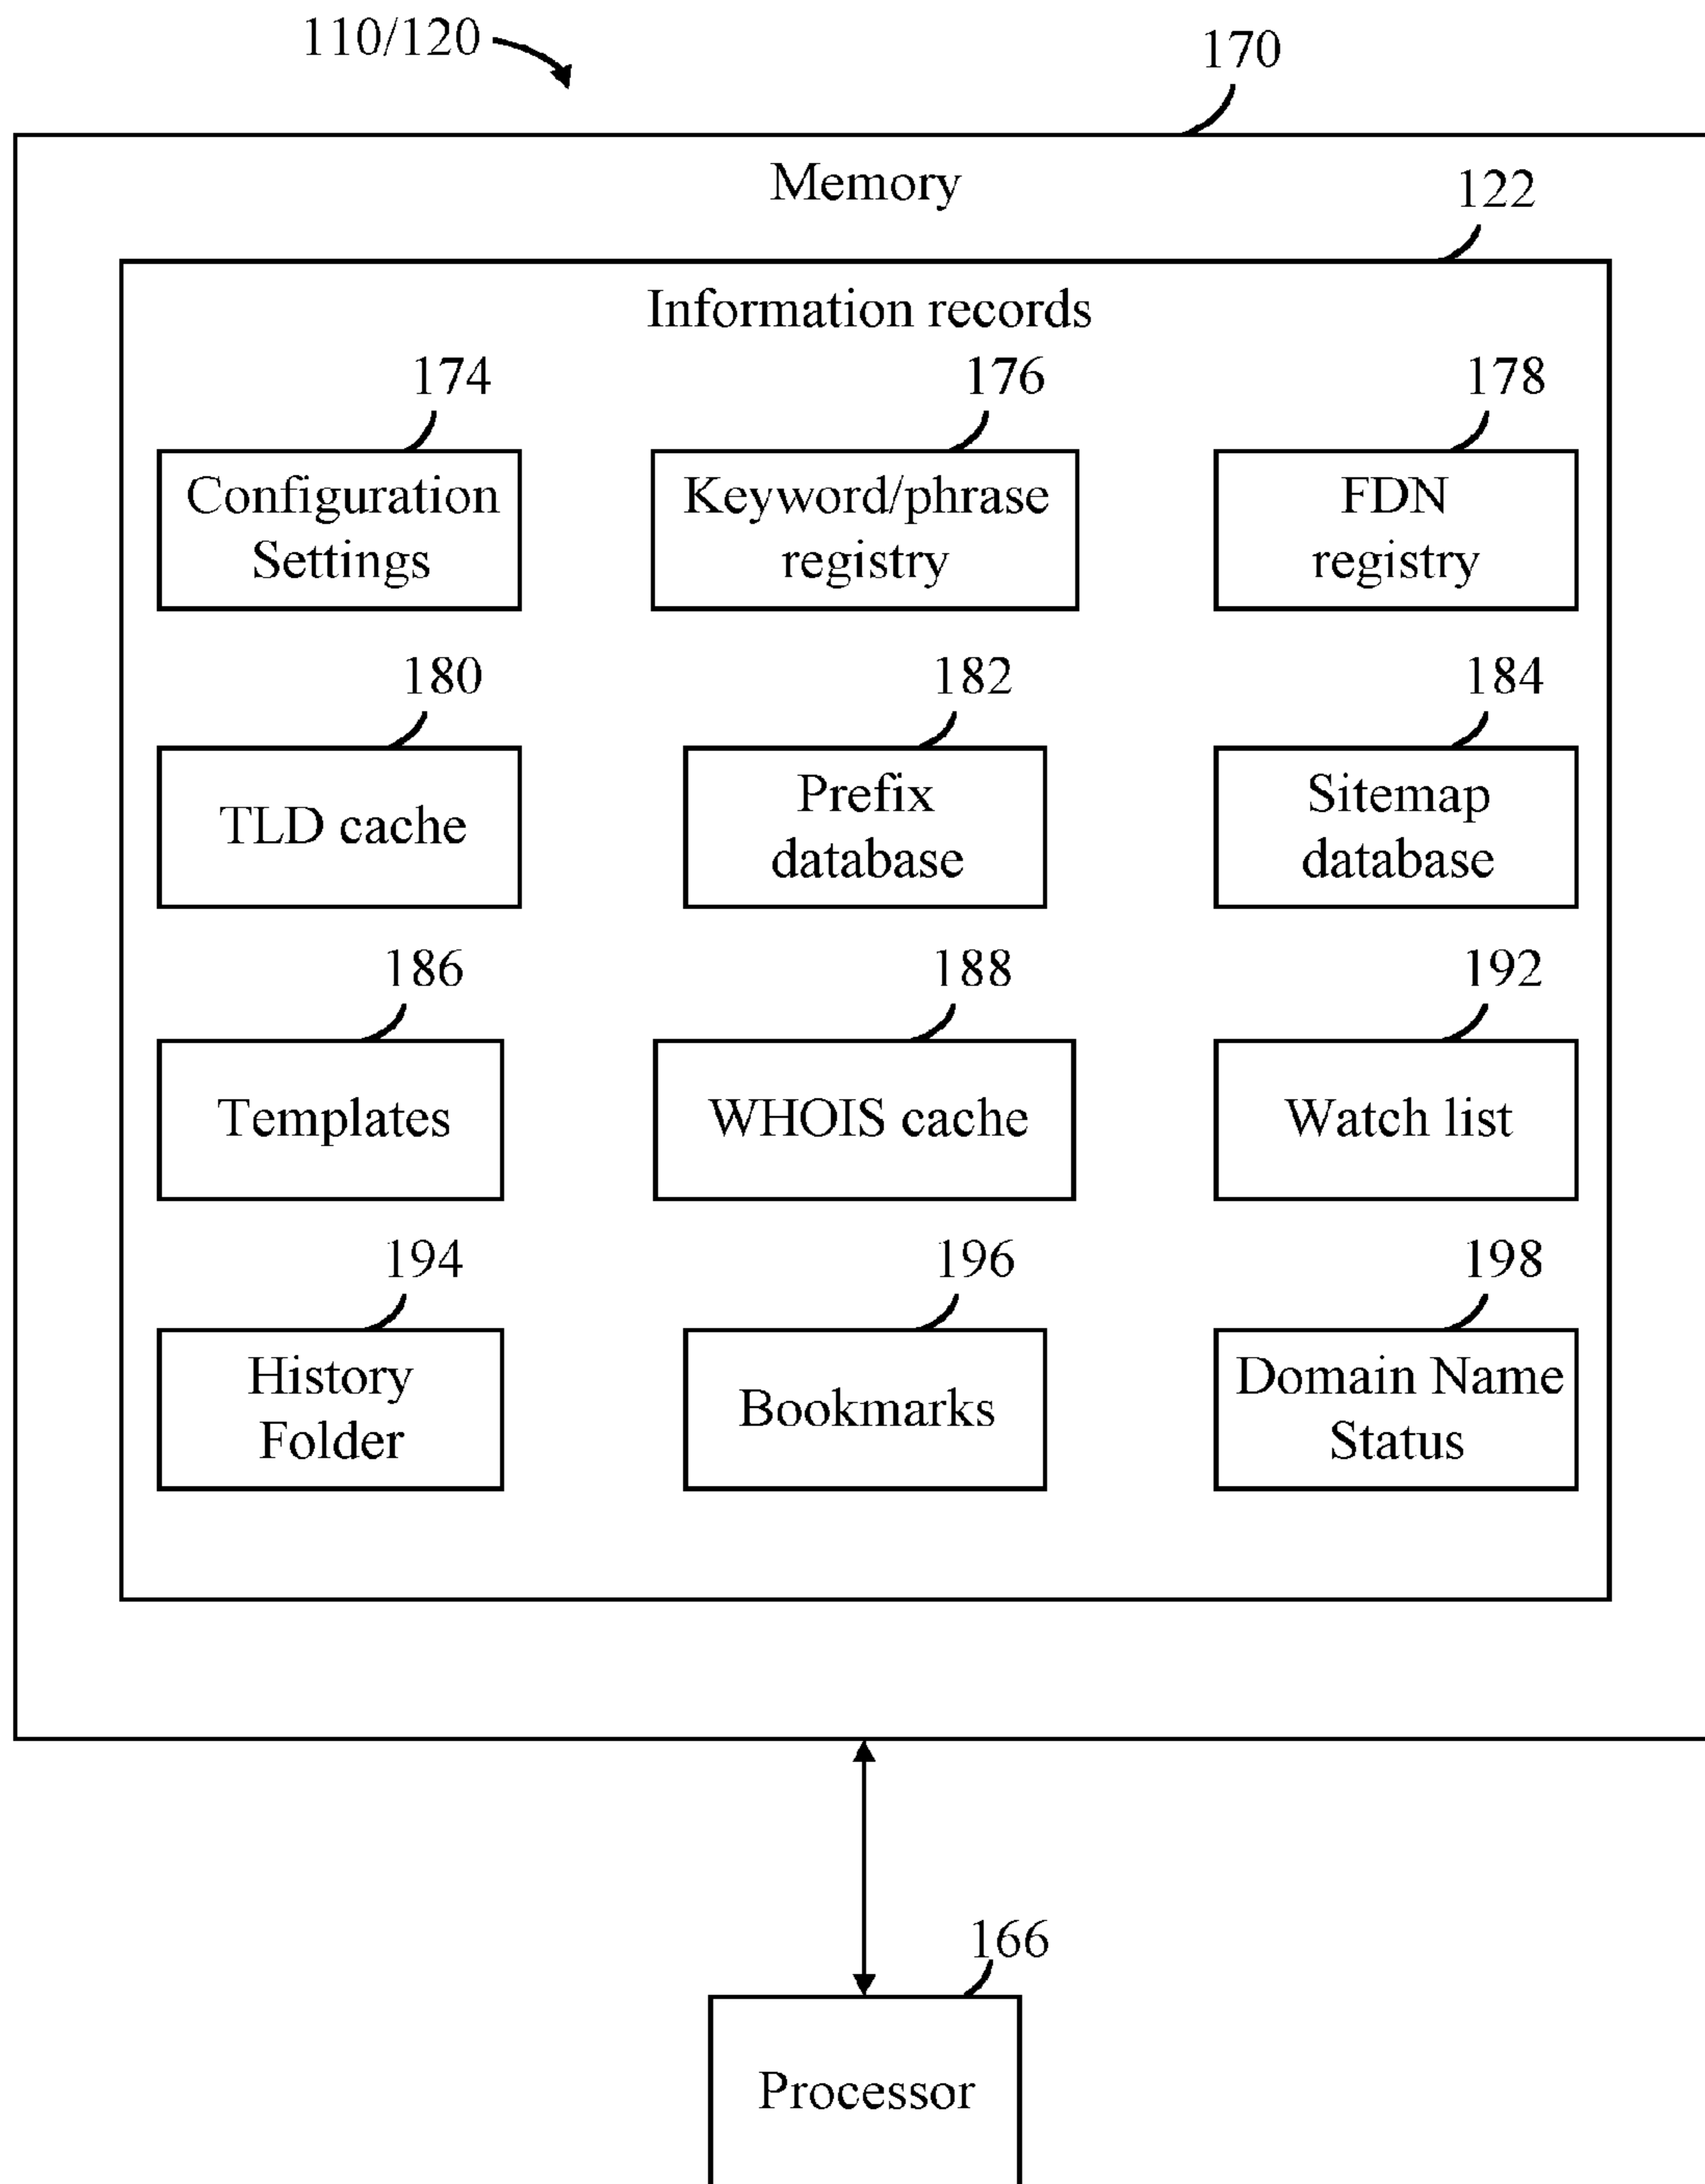 110/120
170
Memory
122
Information records
174
176
178
Configuration
Settings
Keyword/phrase
registry
FDN
registry
180
182
184
TLD cache
Prefix
database
Sitemap
database
186
188
192
Templates
WHOIS cache
Watch list
194
196
198
History
Folder
Bookmarks
Domain Name
Status
166
Processor